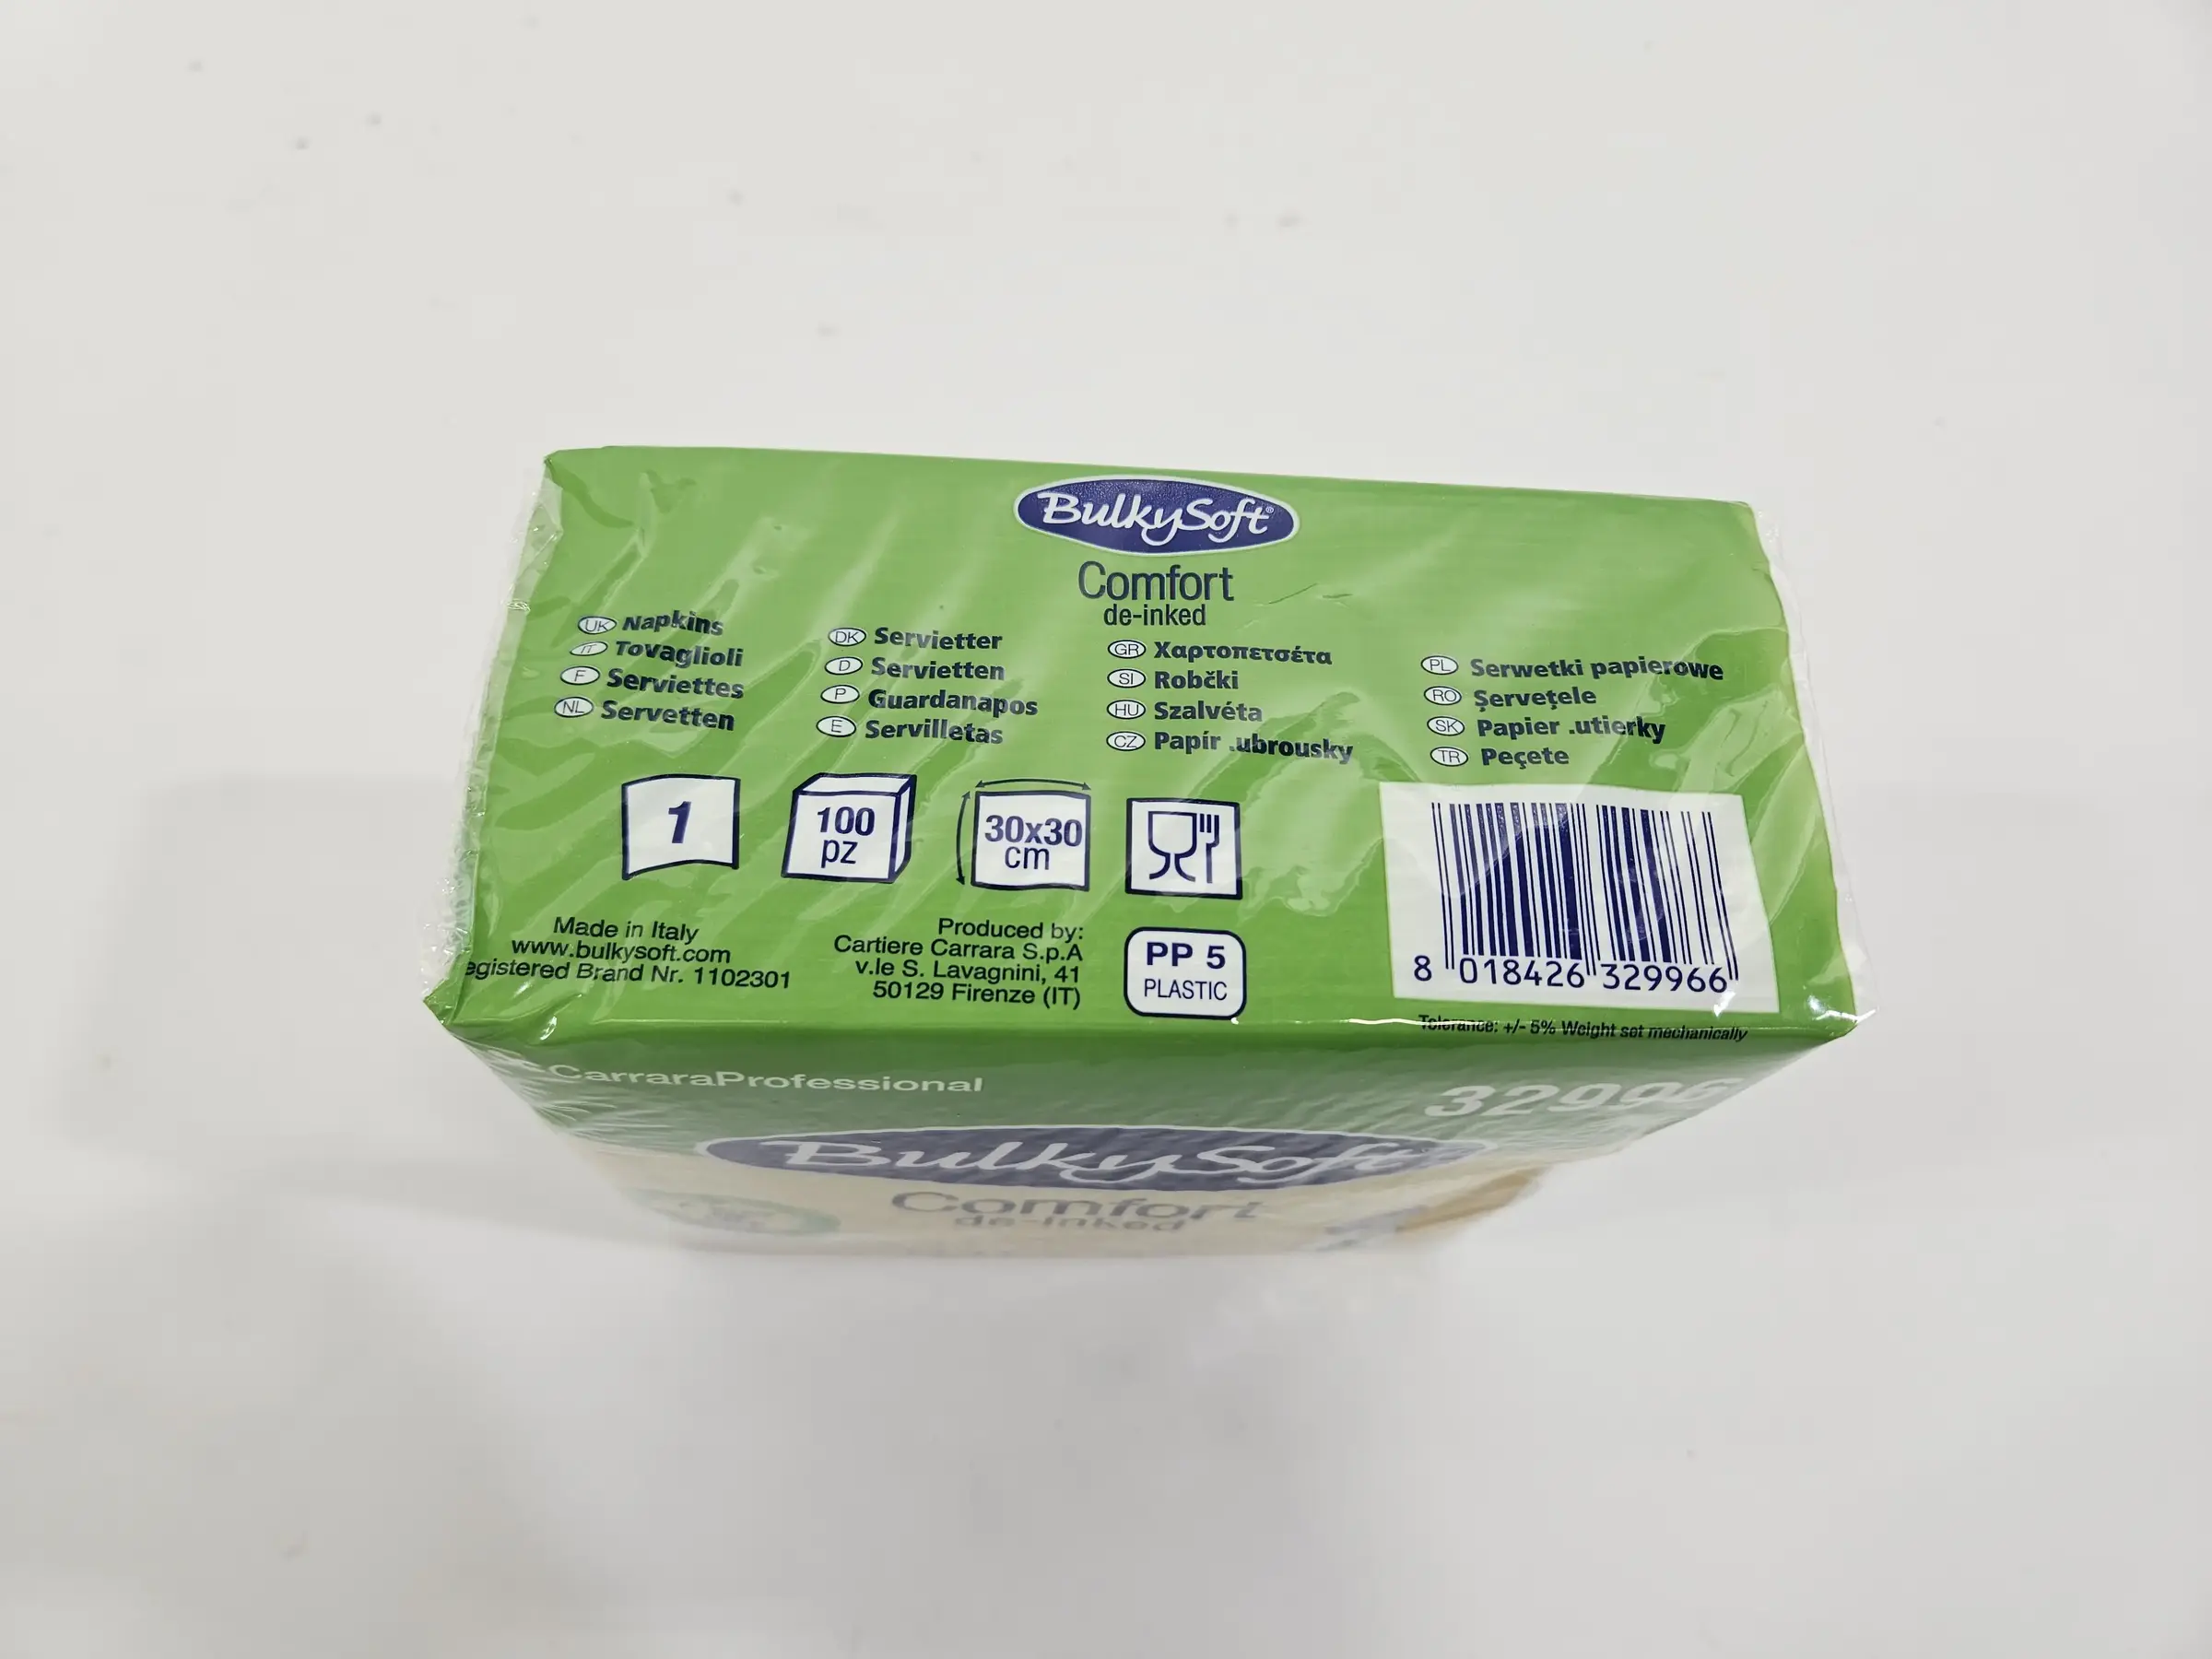 BulkySoft®
Comfort
de-inked
UK Napkins
IT Tovaglioli
F Serviettes
NL Servetten
DK Servietter
D Servietten
P Guardanapos
E Servilletas
GR Χαρτοπετσέτα
SI Robčki
HU Szalvéta
CZ Papír .ubrousky
PL Serwetki papierowe
RO Şerveţele
SK Papier .utierky
TR Peçete
1
100
pz
30x30
cm
Made in Italy
www.bulkysoft.com
egistered Brand Nr. 1102301
Produced by:
Cartiere Carrara S.p.A
v.le S. Lavagnini, 41
50129 Firenze (IT)
PP 5
PLASTIC
8 018426 329966
Tolerance: +/- 5% Weight set mechanically
CarraraProfessional
32996
BulkySoft
Comfort
de-inked